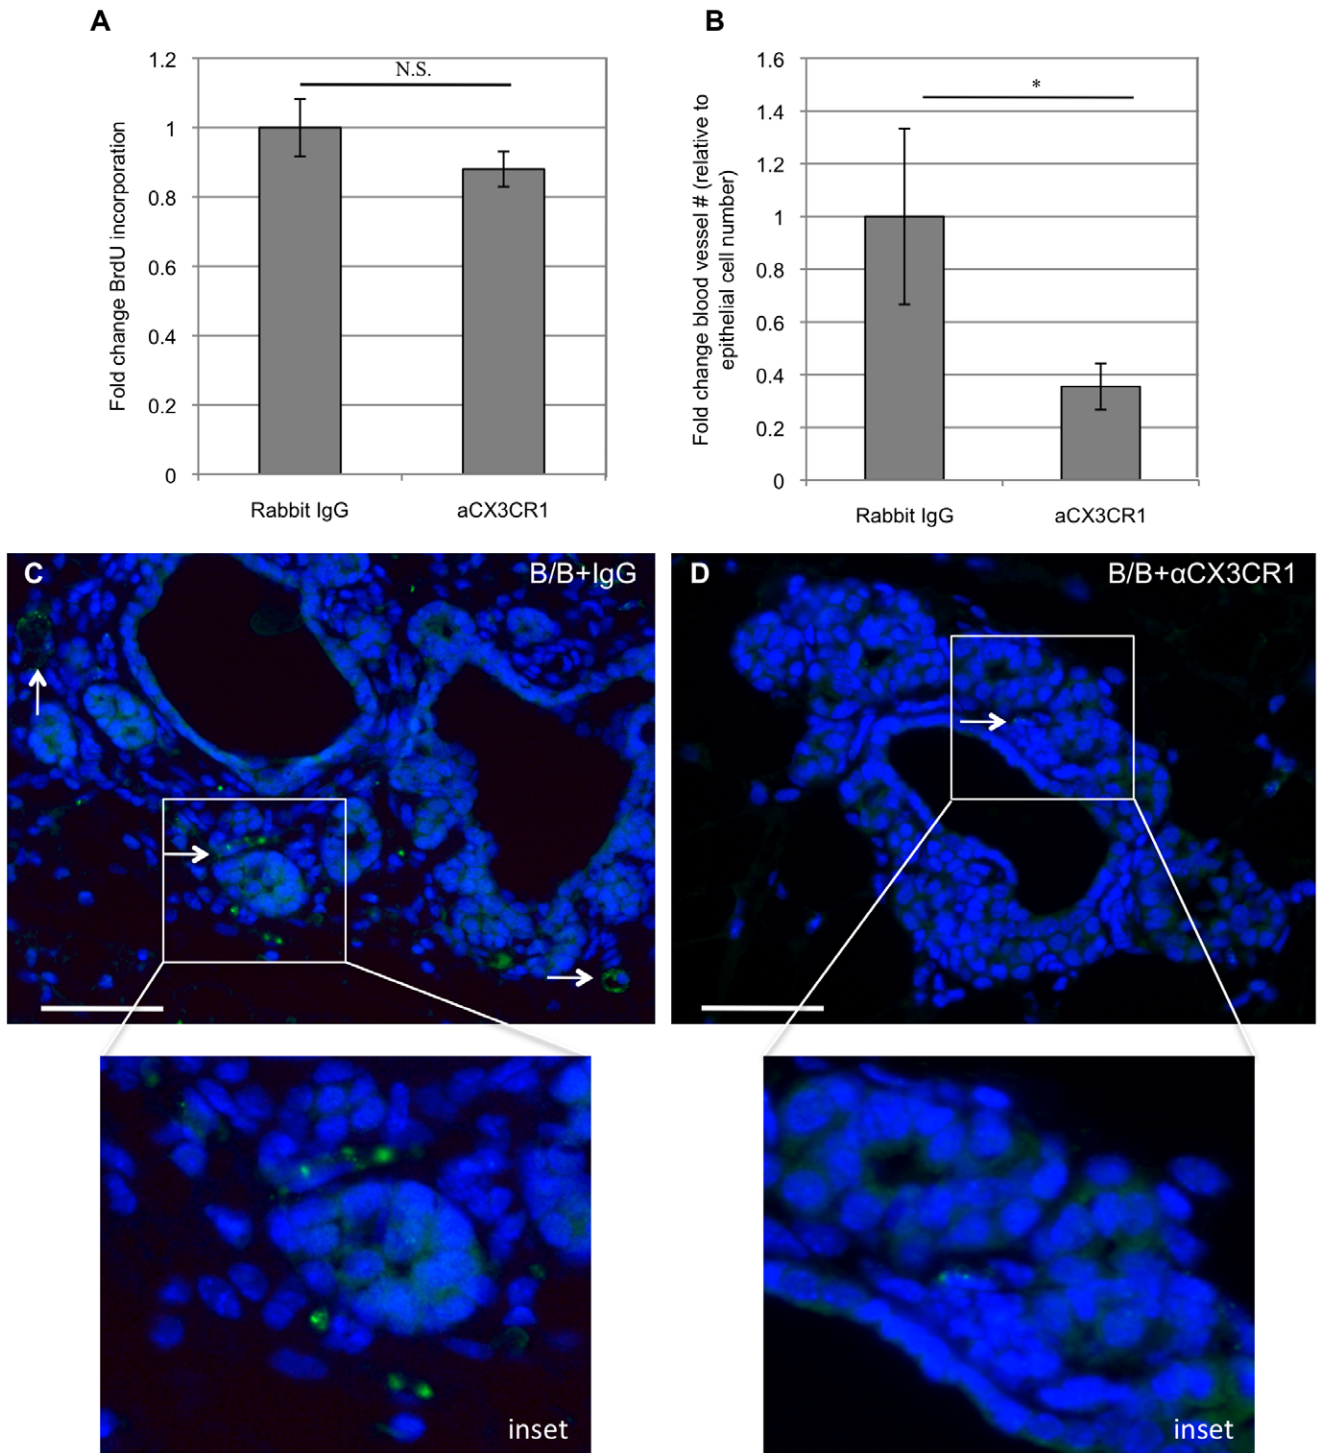 A
Fold change BrdU incorporation
1.2
1
0.8
0.6
0.4
0.2
0
N.S.
Rabbit IgG
aCX3CR1
B
Fold change blood vessel # (relative to
epithelial cell number)
1.6
1.4
1.2
1
0.8
0.6
0.4
0.2
0
*
Rabbit IgG
aCX3CR1
C
B/B+IgG
D
B/B+αCX3CR1
inset
inset